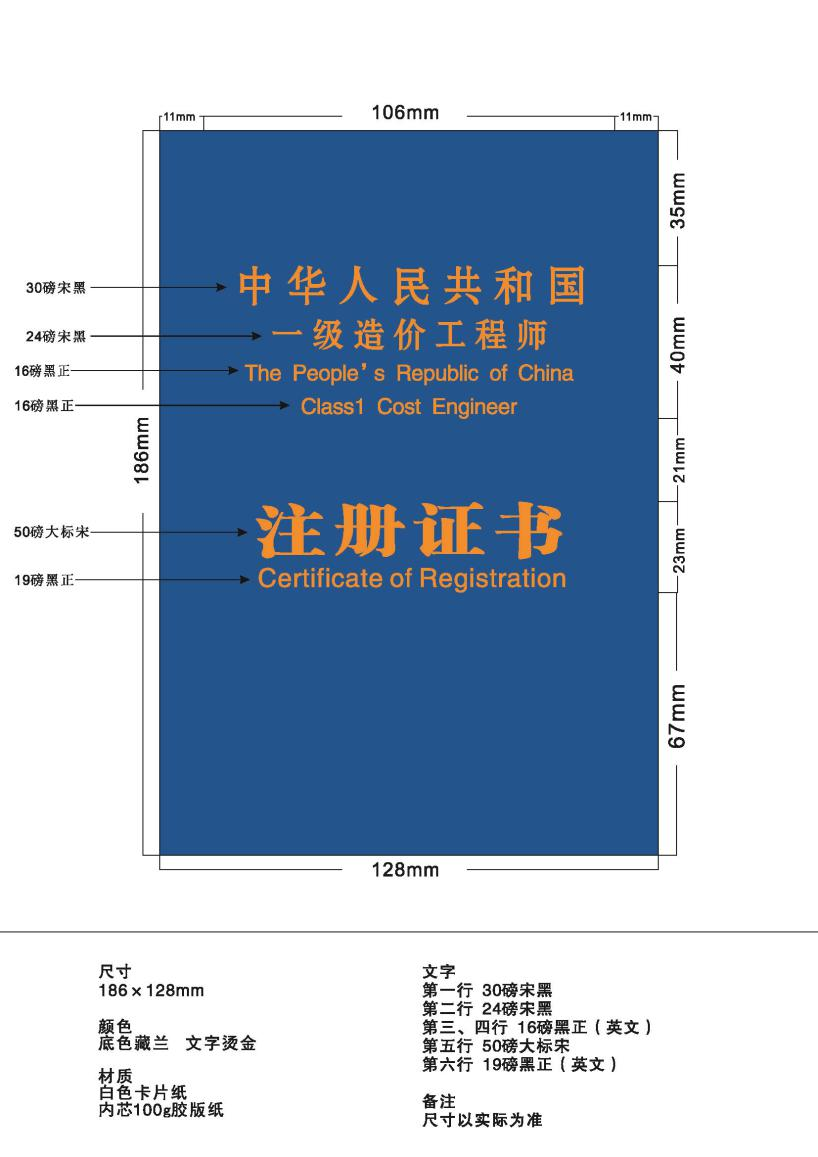 11mm 106mm 11mm
35mm
30磅宋黑 中华人民共和国
24磅宋黑 一级造价工程师
40mm
16磅黑正 The People's Republic of China
16磅黑正 Class1 Cost Engineer
186mm
21mm
50磅大标宋 注册证书
23mm
19磅黑正 Certificate of Registration
67mm
128mm
尺寸
186×128mm
颜色
底色藏兰 文字烫金
材质
白色卡片纸
内芯100g胶版纸
文字
第一行 30磅宋黑
第二行 24磅宋黑
第三、四行 16磅黑正(英文)
第五行 50磅大标宋
第六行 19磅黑正(英文)
备注
尺寸以实际为准